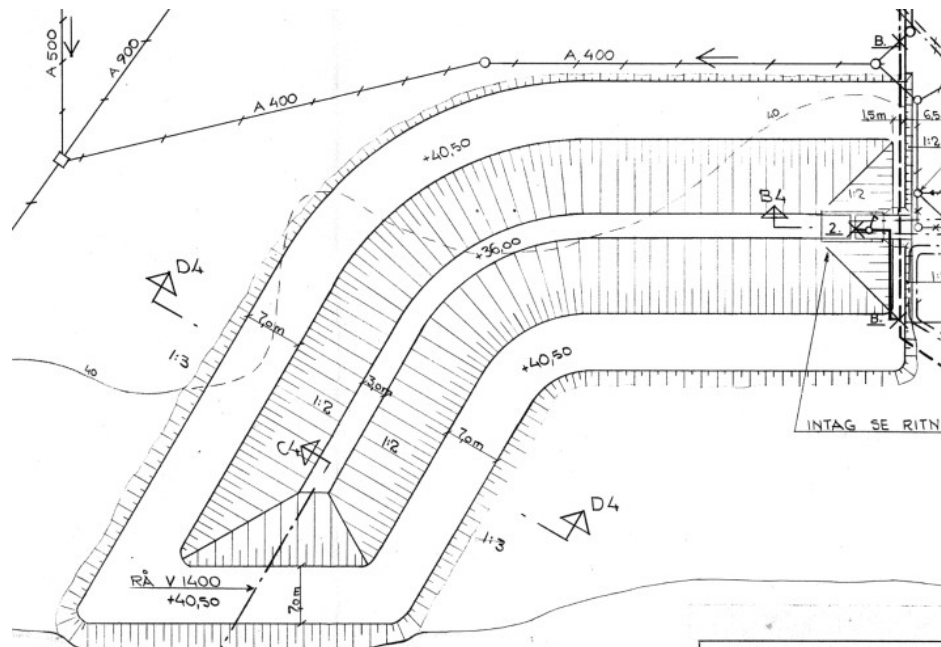 A 500
A 900
A 400
A 400
B.
40
1,5m
6,5
1:2
+40,50
1:2
B4
2.
+36,00
D4
7,0m
1:3
40
B.
+40,50
3,0m
1:2
1:2
7,0m
C4
INTAG SE RITN
D4
1:3
RÅ V 1400
+40,50
7,0m